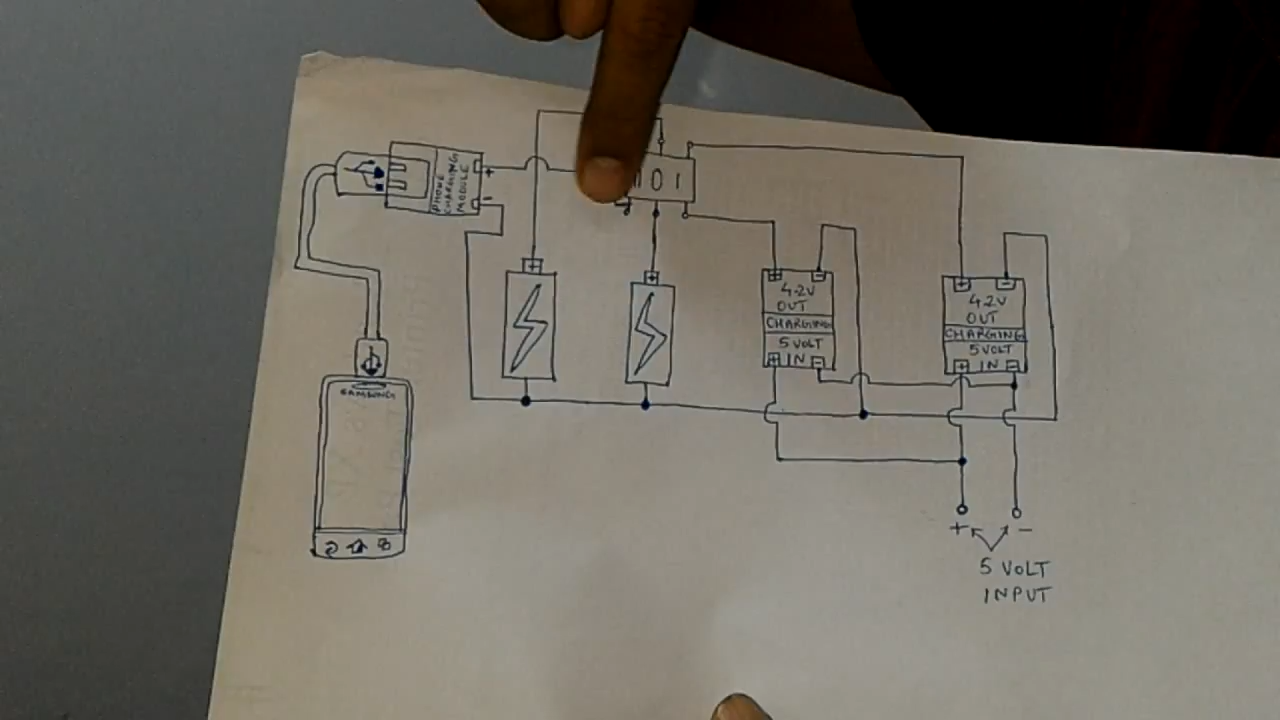 PHONE
CHARGING
MODULE
+
-
I O I
+
+
+ -
4.2V
OUT
CHARGING
5 VOLT
+ IN -
+ -
4.2V
OUT
CHARGING
5 VOLT
+ IN -
SAMSUNG
+ -
5 VOLT
INPUT